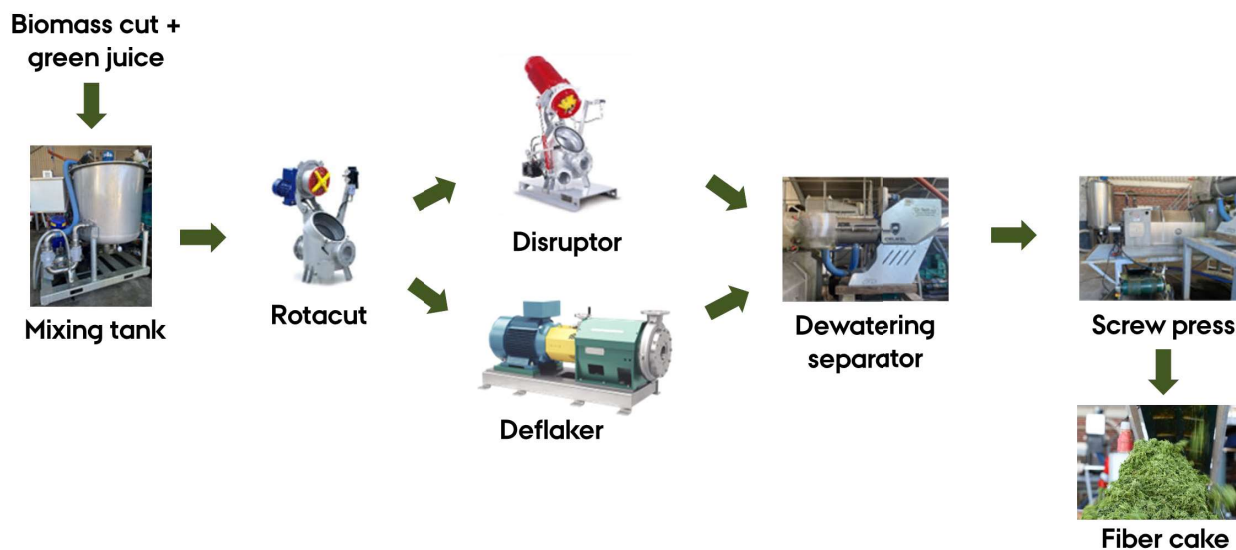 Biomass cut +
green juice
Mixing tank
Rotacut
Disruptor
Deflaker
Dewatering
separator
Screw press
Fiber cake